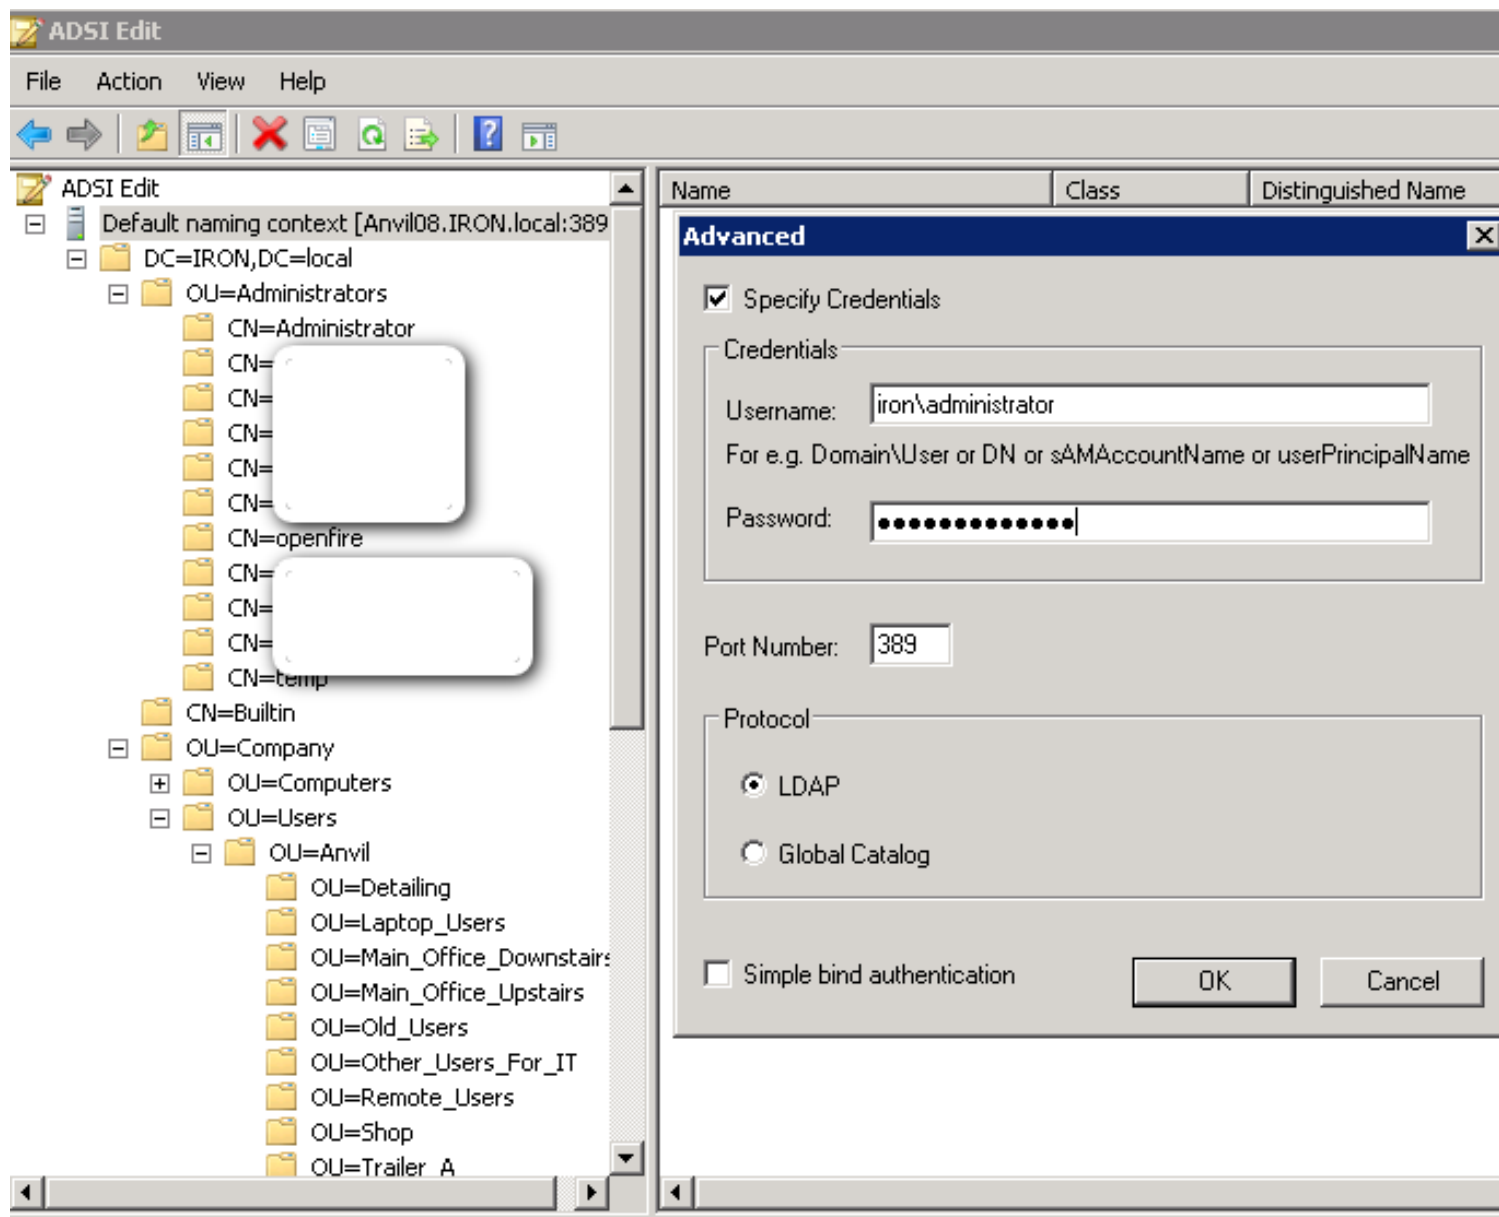 ADSI Edit
File Action View Help
ADSI Edit
Default naming context [Anvil08.IRON.local:389
DC=IRON,DC=local
OU=Administrators
CN=Administrator
CN=
CN=
CN=
CN=
CN=
CN=openfire
CN=
CN=
CN=
CN=temp
CN=Builtin
OU=Company
OU=Computers
OU=Users
OU=Anvil
OU=Detailing
OU=Laptop_Users
OU=Main_Office_Downstairs
OU=Main_Office_Upstairs
OU=Old_Users
OU=Other_Users_For_IT
OU=Remote_Users
OU=Shop
OU=Trailer_A
Name Class Distinguished Name
Advanced
Specify Credentials
Credentials
Username: iron\administrator
For e.g. Domain\User or DN or sAMAccountName or userPrincipalName
Password: •••••••••••••
Port Number: 389
Protocol
LDAP
Global Catalog
Simple bind authentication
OK Cancel